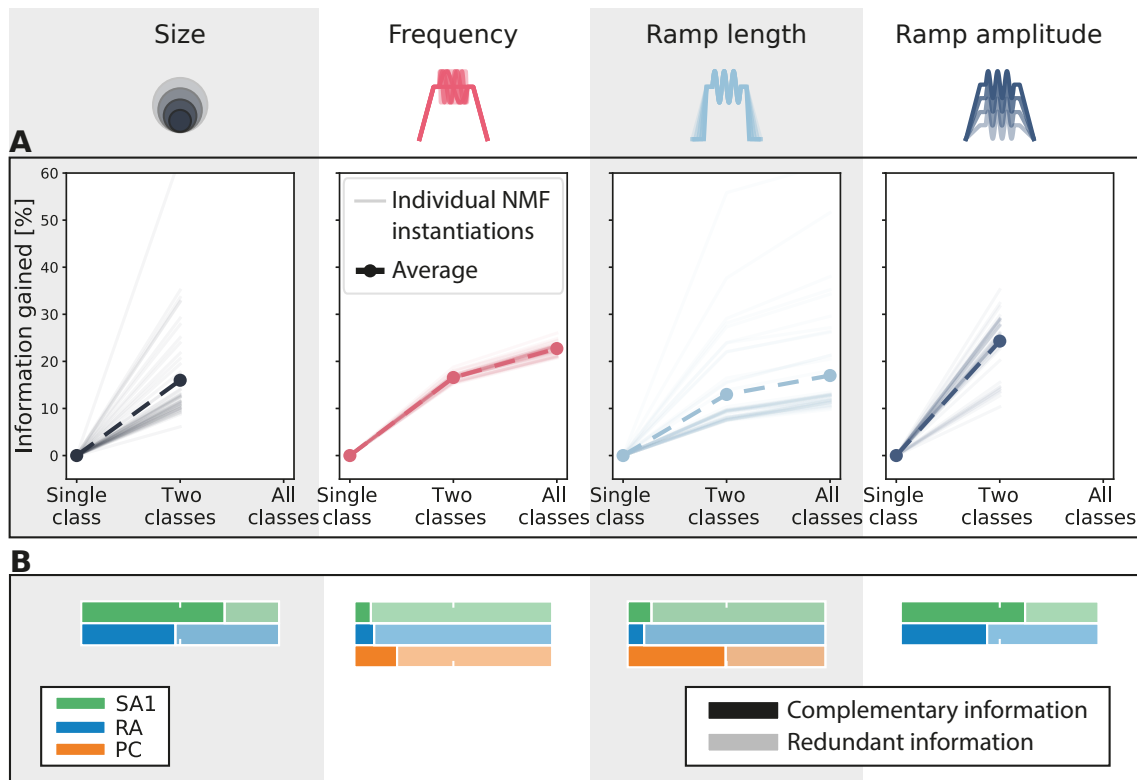 Size
Frequency
Ramp length
Ramp amplitude
A
Information gained [%]
60
50
40
30
20
10
0
Individual NMF
instantiations
Average
Single
class
Two
classes
All
classes
Single
class
Two
classes
All
classes
Single
class
Two
classes
All
classes
Single
class
Two
classes
All
classes
B
SA1
RA
PC
Complementary information
Redundant information